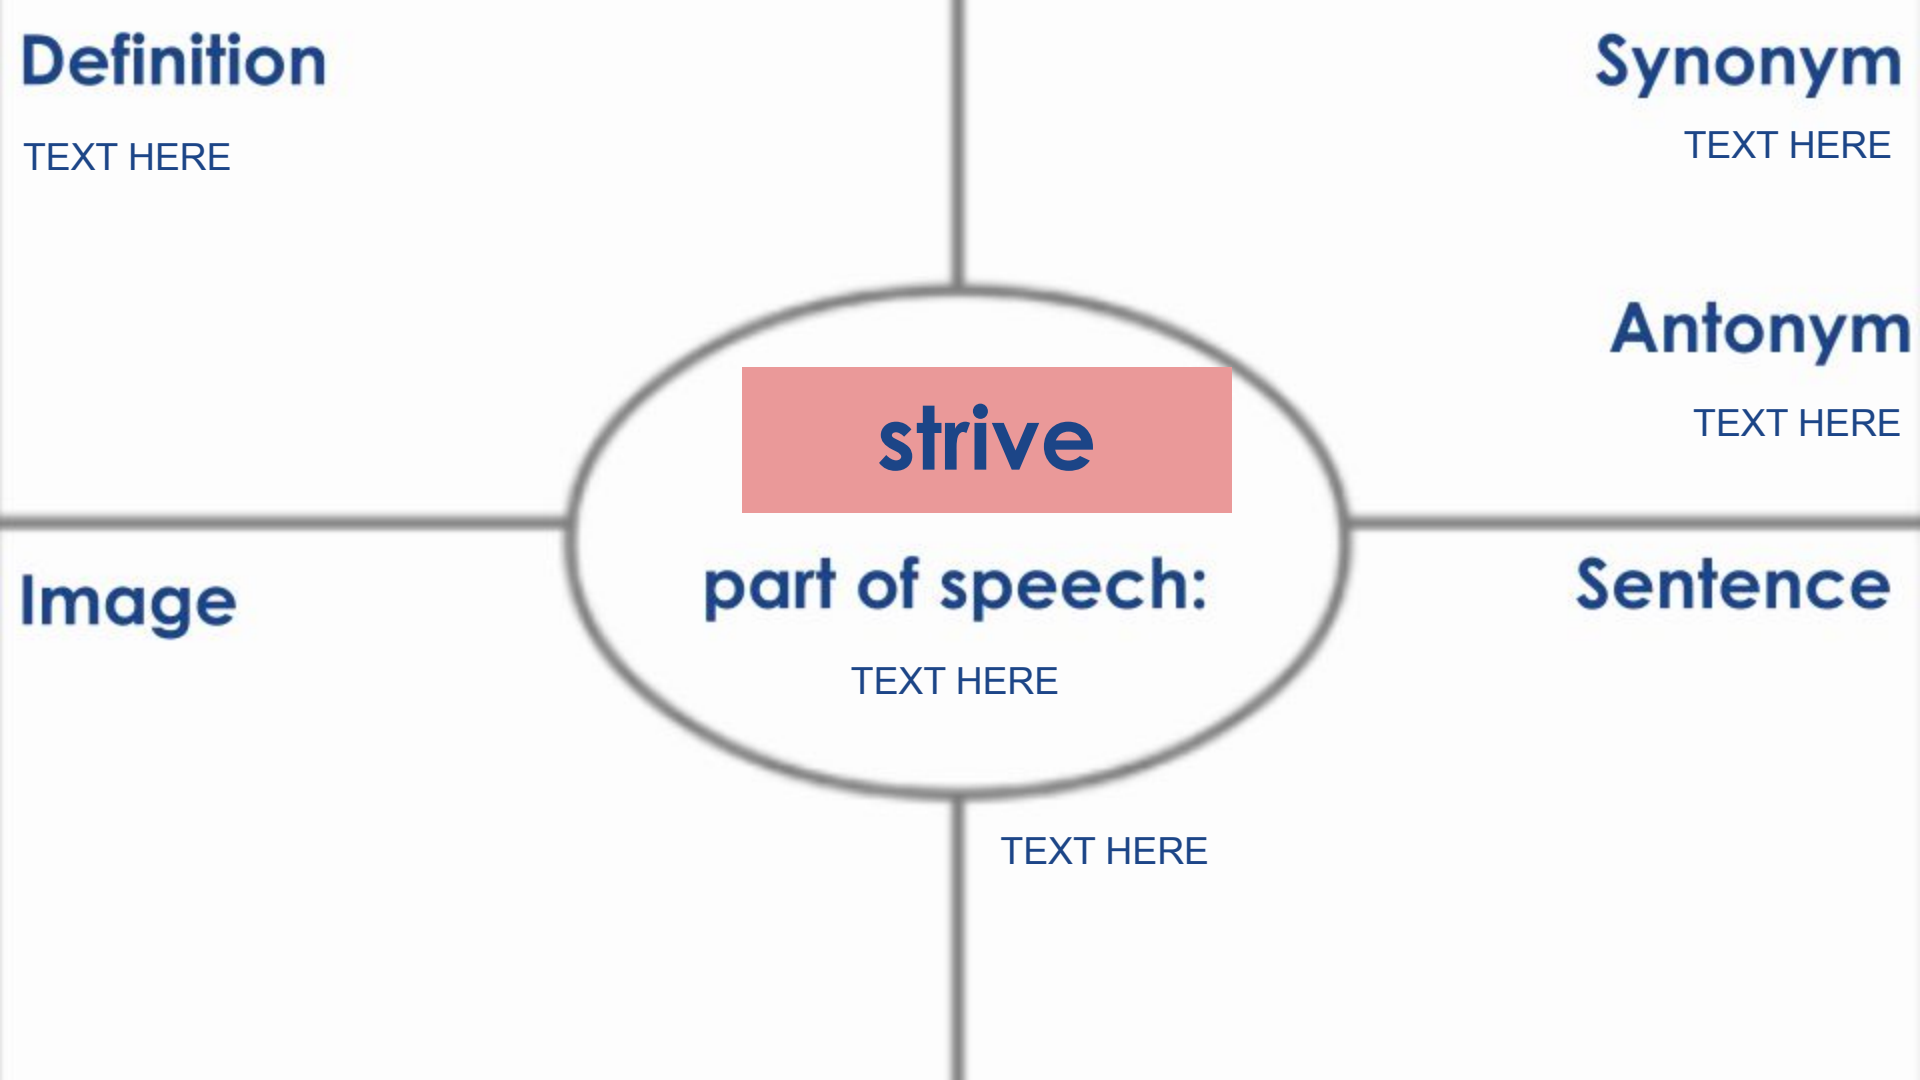 Definition
TEXT HERE
Synonym
TEXT HERE
Antonym
TEXT HERE
strive
part of speech:
TEXT HERE
Image
Sentence
TEXT HERE